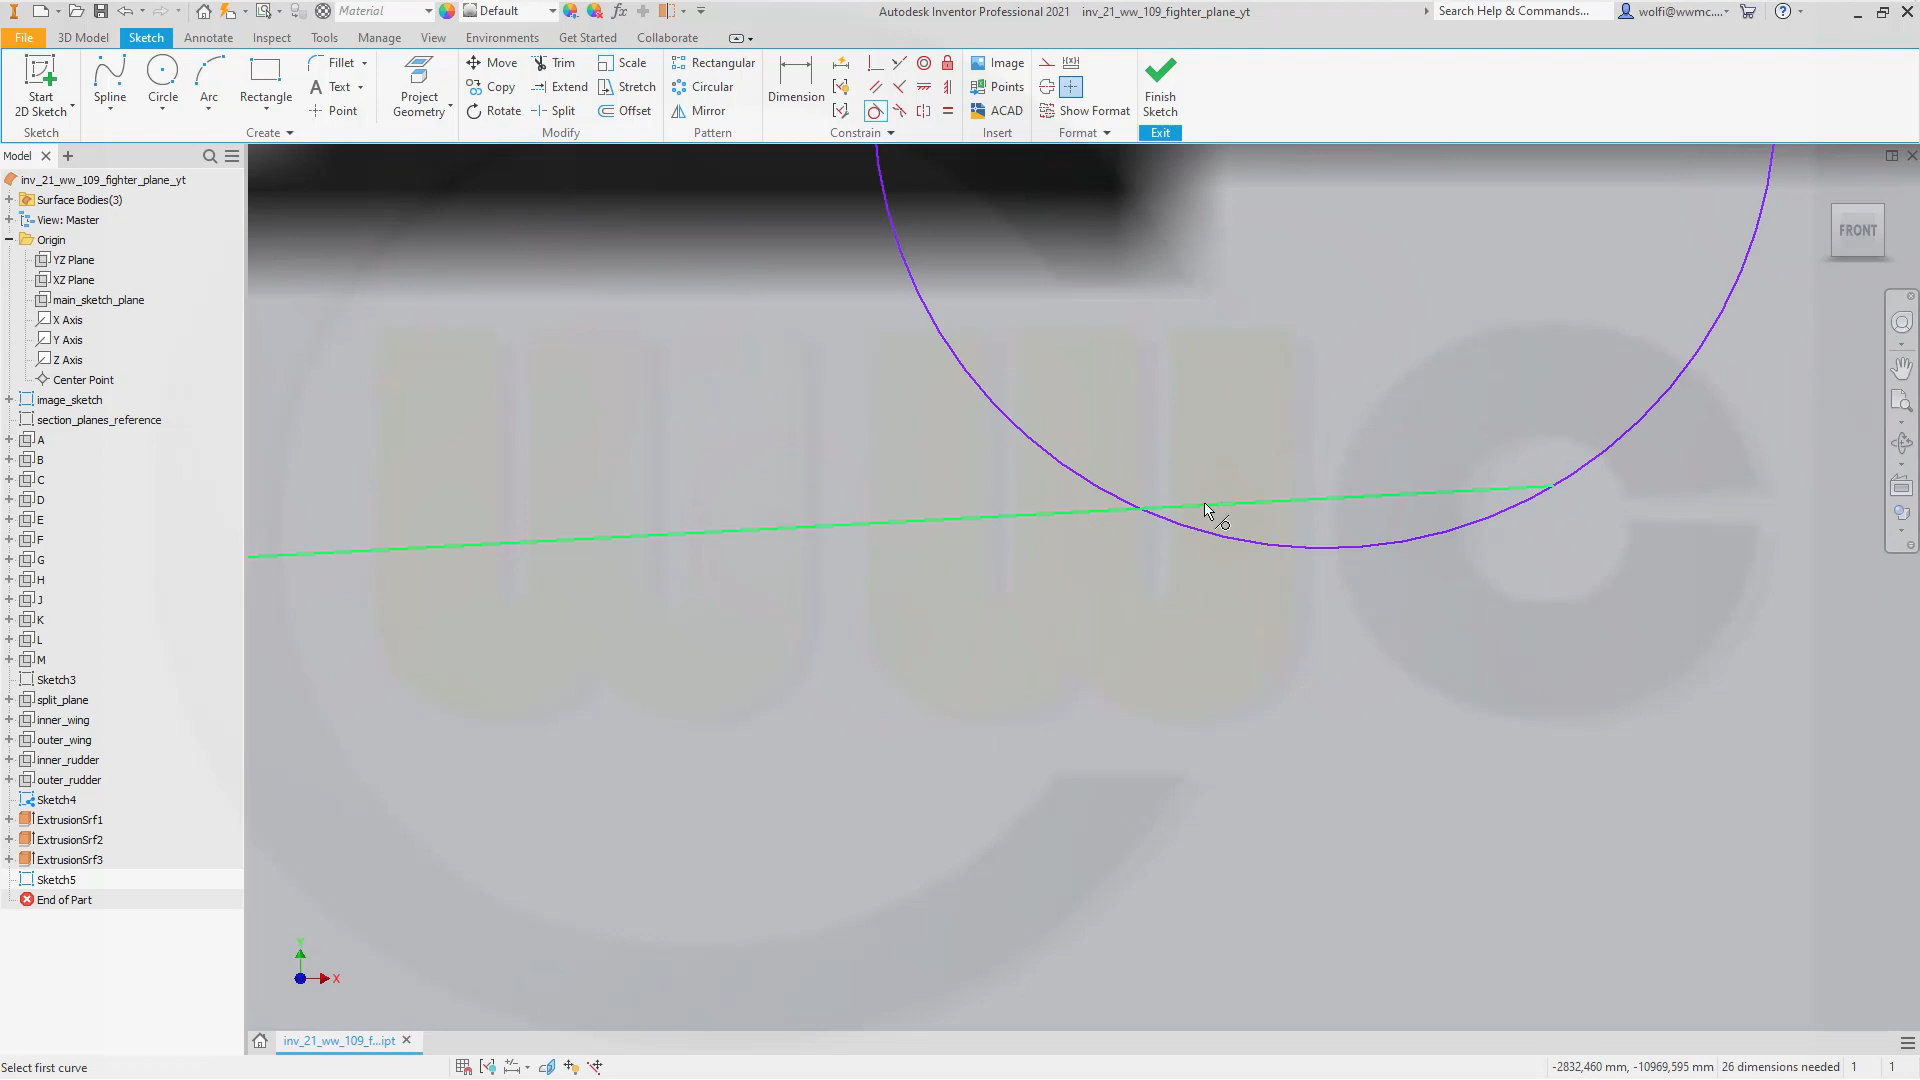 Material
Default
Autodesk Inventor Professional 2021 inv_21_ww_109_fighter_plane_yt
Search Help & Commands...
wolfi@wwmc....
File 3D Model Sketch Annotate Inspect Tools Manage View Environments Get Started Collaborate
Start
2D Sketch
Spline
Circle
Arc
Rectangle
Fillet
Text
Point
Project
Geometry
Move
Copy
Rotate
Trim
Extend
Split
Scale
Stretch
Offset
Rectangular
Circular
Mirror
Dimension
Image
Points
ACAD
Show Format
Finish
Sketch
Sketch Create Modify Pattern Constrain Insert Format Exit
Model
inv_21_ww_109_fighter_plane_yt
Surface Bodies(3)
View: Master
Origin
YZ Plane
XZ Plane
main_sketch_plane
X Axis
Y Axis
Z Axis
Center Point
image_sketch
section_planes_reference
A
B
C
D
E
F
G
H
J
K
L
M
Sketch3
split_plane
inner_wing
outer_wing
inner_rudder
outer_rudder
Sketch4
ExtrusionSrf1
ExtrusionSrf2
ExtrusionSrf3
Sketch5
End of Part
FRONT
Y
X
inv_21_ww_109_f...ipt
Select first curve
-2832,460 mm, -10969,595 mm 26 dimensions needed 1 1